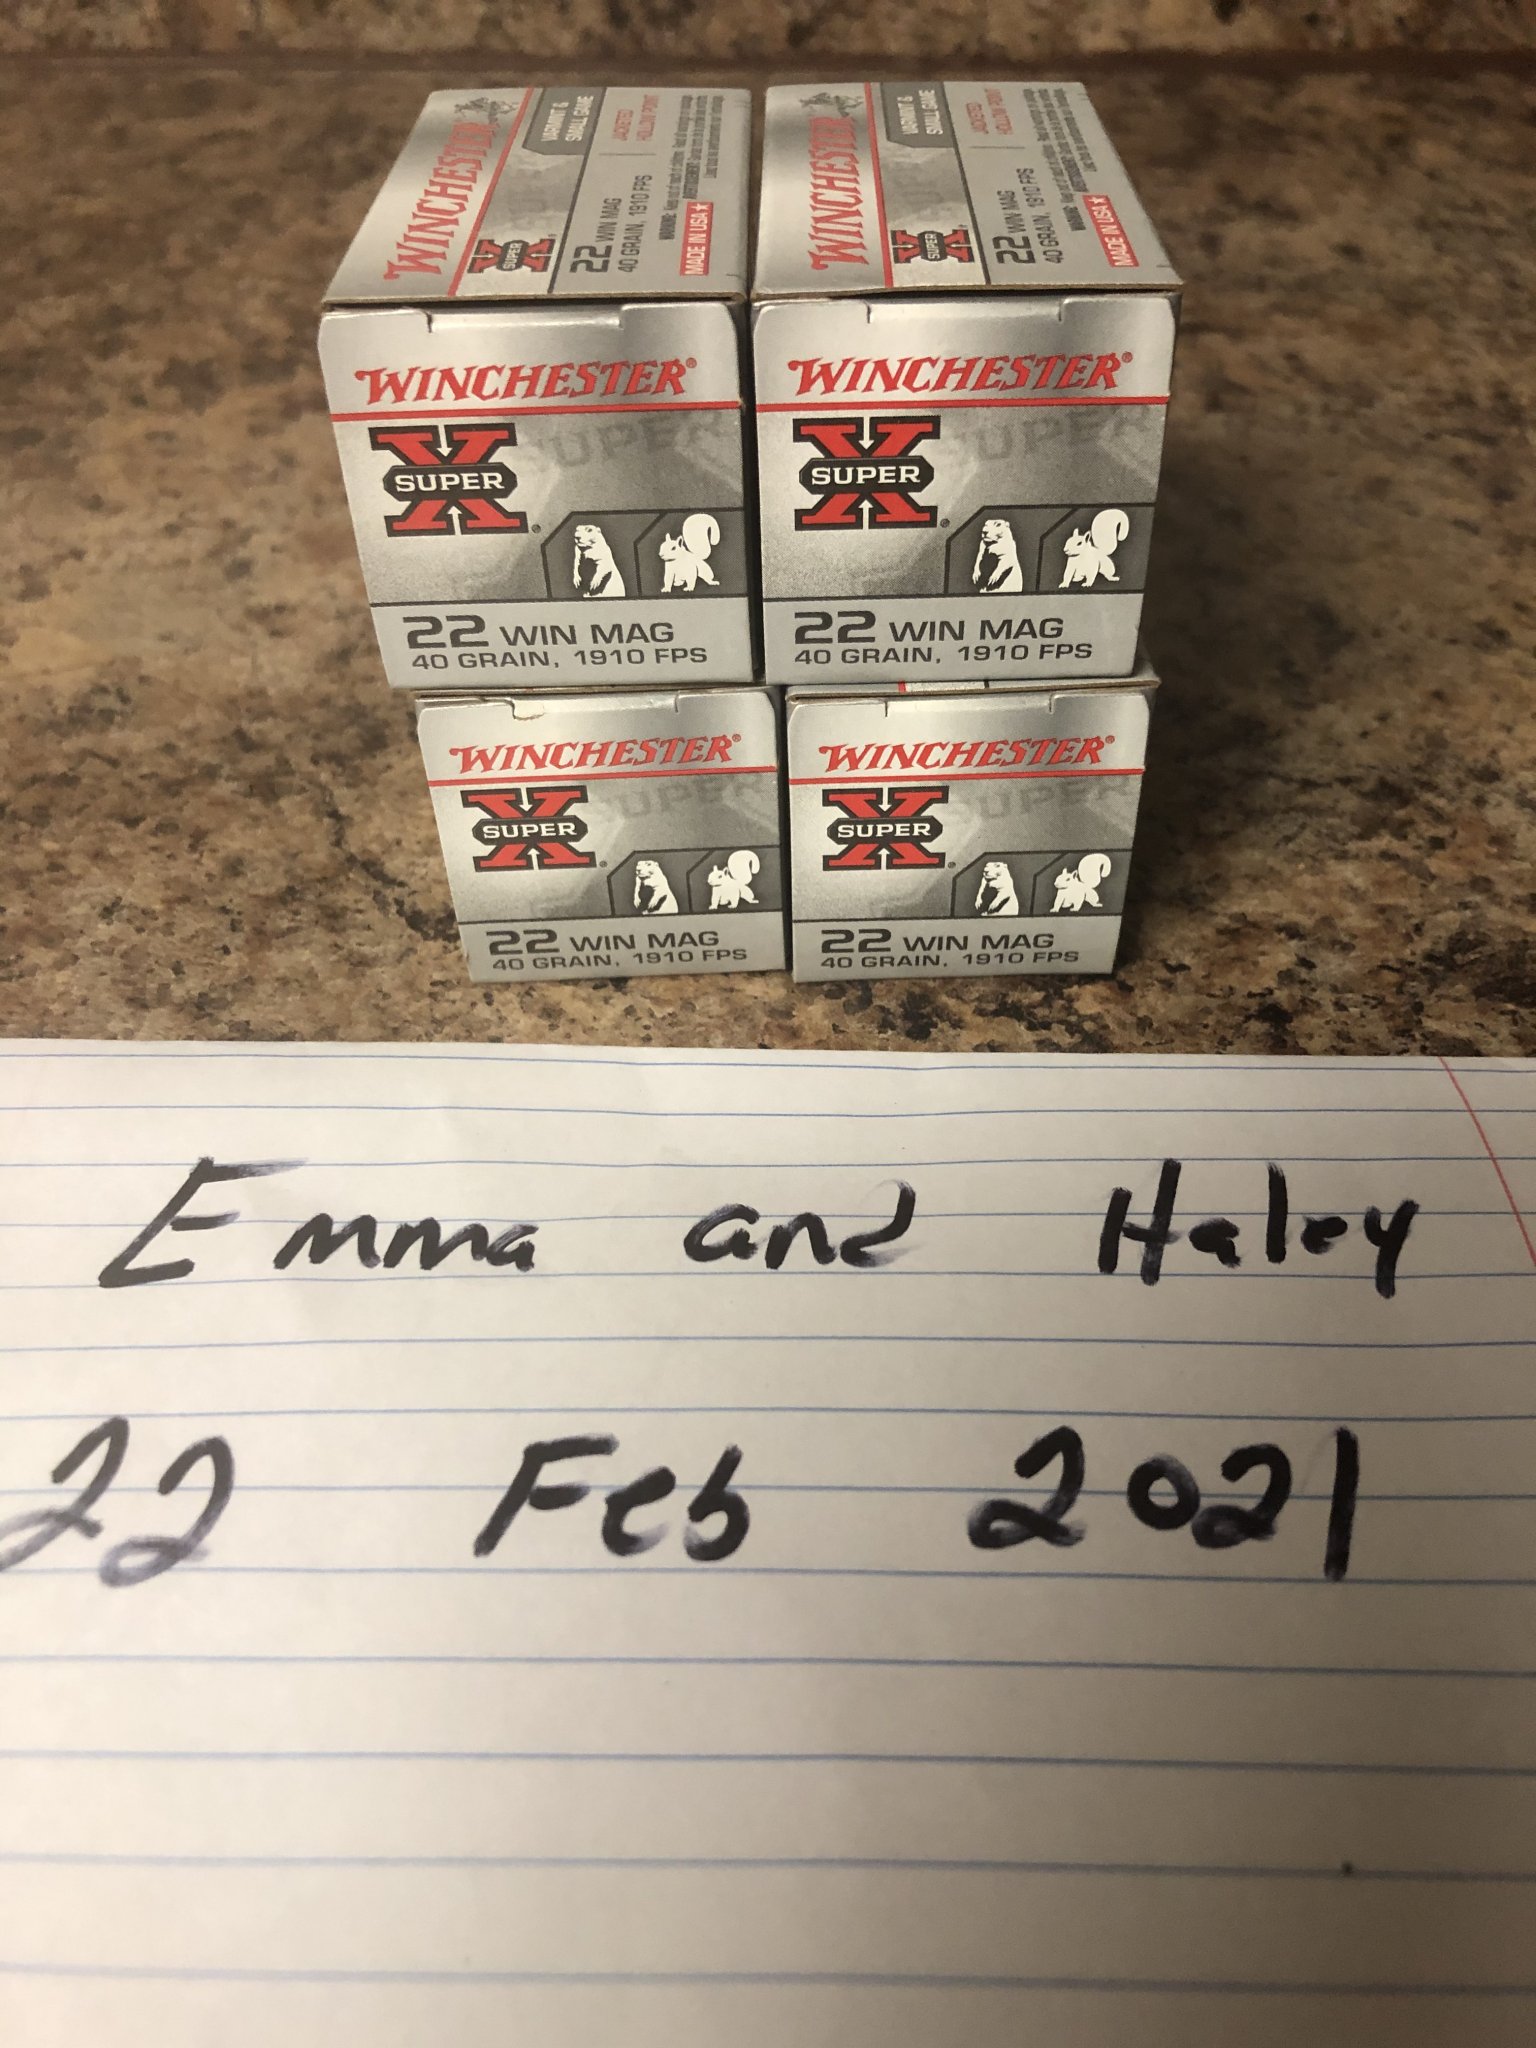 WINCHESTER
X SUPER
VARMINT &
SMALL GAME
22 WIN MAG
40 GRAIN, 1910 FPS
JACKETED
HOLLOW POINT
MADE IN USA★
WINCHESTER
X SUPER
VARMINT &
SMALL GAME
22 WIN MAG
40 GRAIN, 1910 FPS
JACKETED
HOLLOW POINT
MADE IN USA★
WINCHESTER®
X SUPER
22 WIN MAG
40 GRAIN, 1910 FPS
WINCHESTER®
X SUPER
22 WIN MAG
40 GRAIN, 1910 FPS
WINCHESTER®
X SUPER
22 WIN MAG
40 GRAIN, 1910 FPS
WINCHESTER®
X SUPER
22 WIN MAG
40 GRAIN, 1910 FPS
Emma and Haley
22 Feb 2021